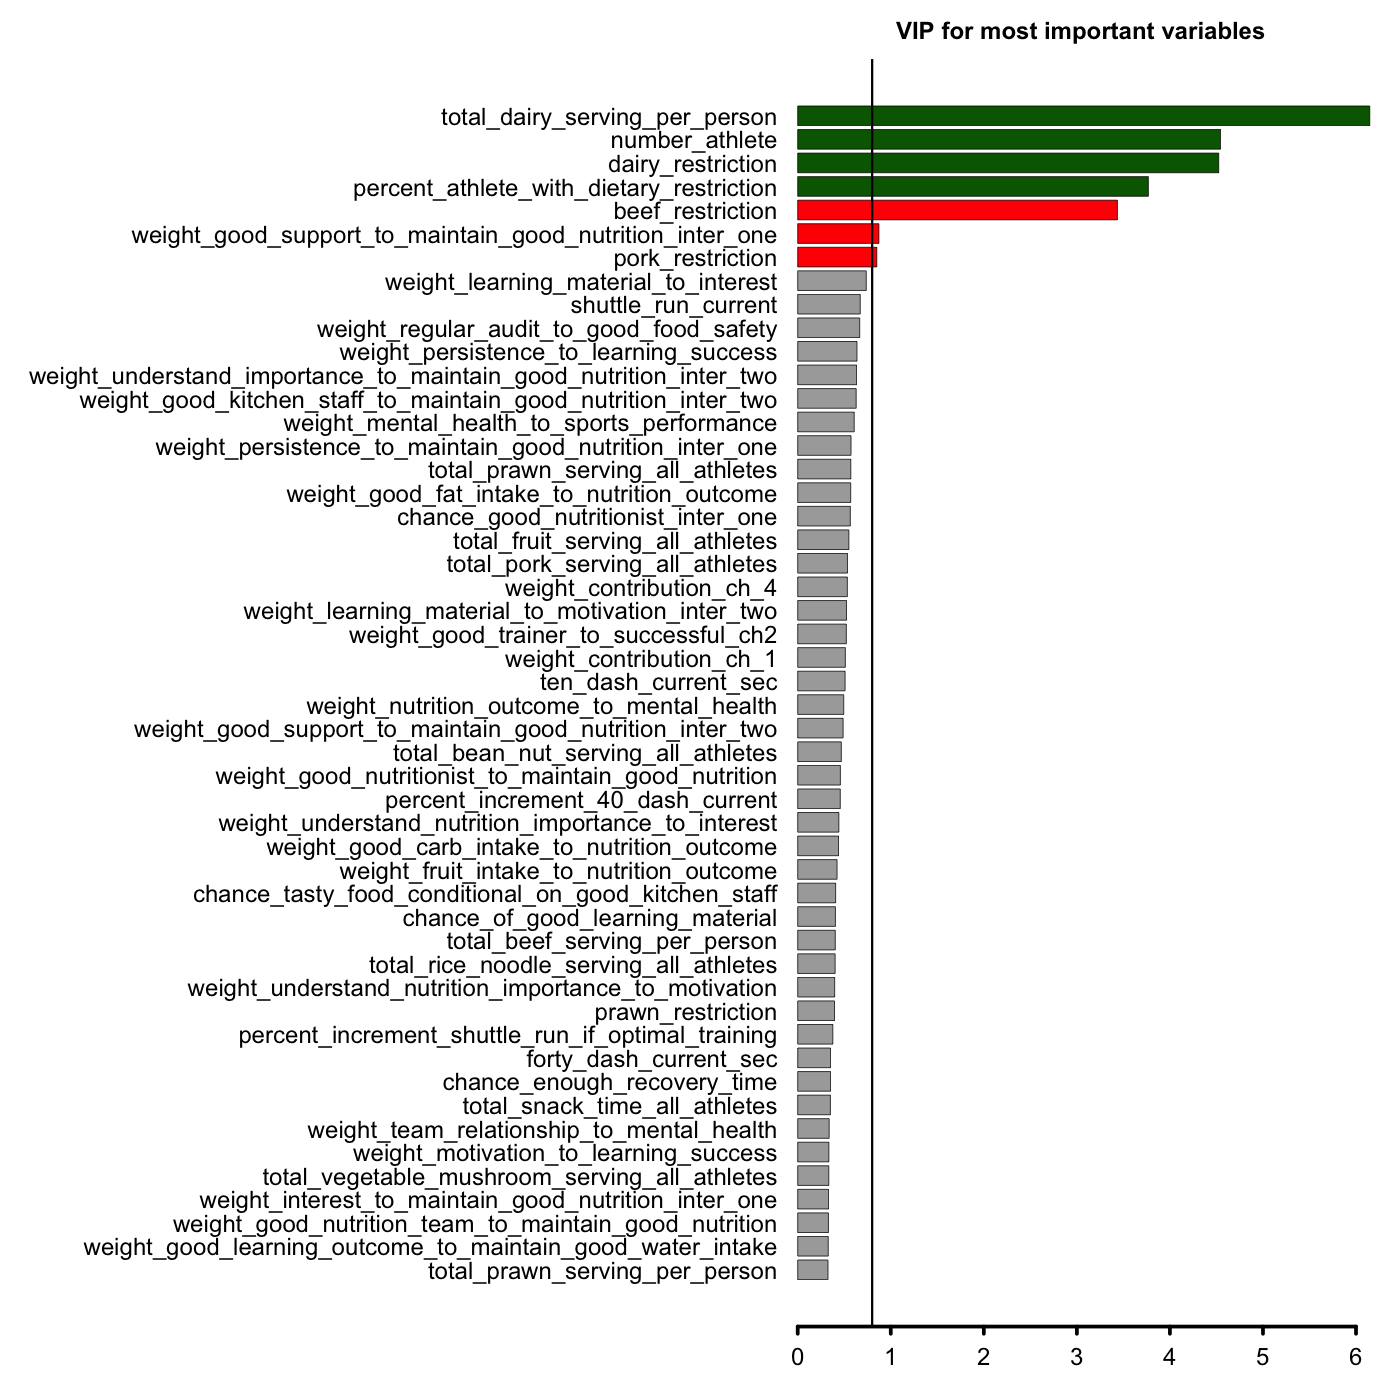 VIP for most important variables
total_dairy_serving_per_person
number_athlete
dairy_restriction
percent_athlete_with_dietary_restriction
beef_restriction
weight_good_support_to_maintain_good_nutrition_inter_one
pork_restriction
weight_learning_material_to_interest
shuttle_run_current
weight_regular_audit_to_good_food_safety
weight_persistence_to_learning_success
weight_understand_importance_to_maintain_good_nutrition_inter_two
weight_good_kitchen_staff_to_maintain_good_nutrition_inter_two
weight_mental_health_to_sports_performance
weight_persistence_to_maintain_good_nutrition_inter_one
total_prawn_serving_all_athletes
weight_good_fat_intake_to_nutrition_outcome
chance_good_nutritionist_inter_one
total_fruit_serving_all_athletes
total_pork_serving_all_athletes
weight_contribution_ch_4
weight_learning_material_to_motivation_inter_two
weight_good_trainer_to_successful_ch2
weight_contribution_ch_1
ten_dash_current_sec
weight_nutrition_outcome_to_mental_health
weight_good_support_to_maintain_good_nutrition_inter_two
total_bean_nut_serving_all_athletes
weight_good_nutritionist_to_maintain_good_nutrition
percent_increment_40_dash_current
weight_understand_nutrition_importance_to_interest
weight_good_carb_intake_to_nutrition_outcome
weight_fruit_intake_to_nutrition_outcome
chance_tasty_food_conditional_on_good_kitchen_staff
chance_of_good_learning_material
total_beef_serving_per_person
total_rice_noodle_serving_all_athletes
weight_understand_nutrition_importance_to_motivation
prawn_restriction
percent_increment_shuttle_run_if_optimal_training
forty_dash_current_sec
chance_enough_recovery_time
total_snack_time_all_athletes
weight_team_relationship_to_mental_health
weight_motivation_to_learning_success
total_vegetable_mushroom_serving_all_athletes
weight_interest_to_maintain_good_nutrition_inter_one
weight_good_nutrition_team_to_maintain_good_nutrition
weight_good_learning_outcome_to_maintain_good_water_intake
total_prawn_serving_per_person
0 1 2 3 4 5 6